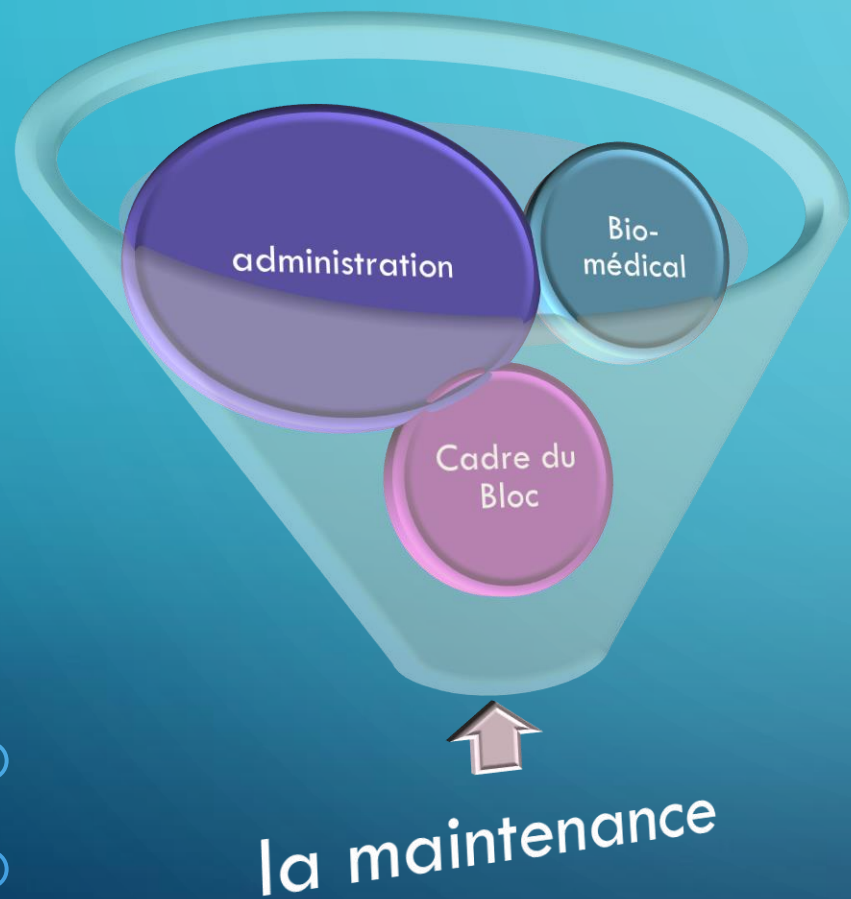 administration
Bio-
médical
Cadre du
Bloc
la maintenance